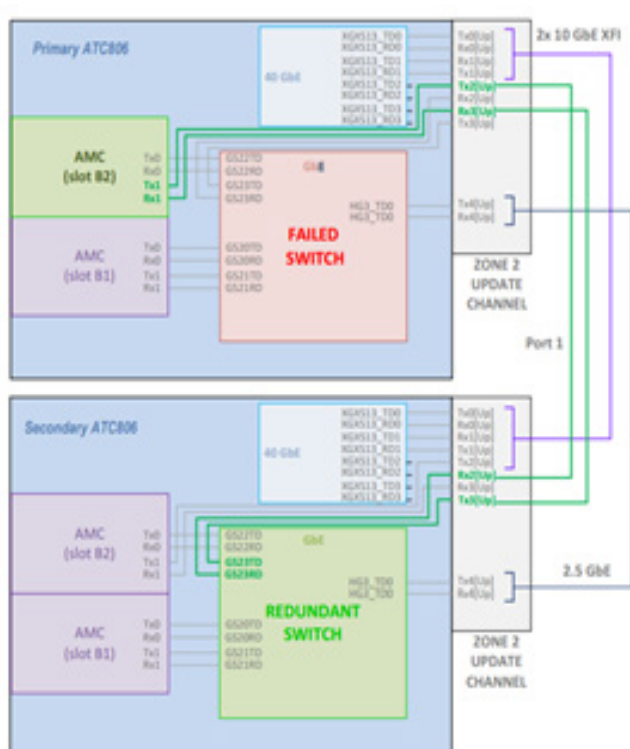 Primary ATC806
40 GbE
XGXS13_TD0
XGXS13_RD0
XGXS13_TD1
XGXS13_RD1
XGXS13_TD2
XGXS13_RD2
XGXS13_TD3
XGXS13_RD3
Tx0[Up]
Rx0[Up]
Rx1[Up]
Tx1[Up]
Tx2[Up]
Rx2[Up]
Rx3[Up]
Tx3[Up]
2x 10 GbE XFI
AMC
(slot B2)
Tx0
Rx0
Tx1
Rx1
GS22TD
GS22RD
GS23TD
GS23RD
GbE
FAILED
SWITCH
HG3_TD0
HG3_TD0
Tx4[Up]
Rx4[Up]
AMC
(slot B1)
Tx0
Rx0
Tx1
Rx1
GS20TD
GS20RD
GS21TD
GS21RD
ZONE 2
UPDATE
CHANNEL
Port 1
Secondary ATC806
40 GbE
XGXS13_TD0
XGXS13_RD0
XGXS13_TD1
XGXS13_RD1
XGXS13_TD2
XGXS13_RD2
XGXS13_TD3
XGXS13_RD3
Tx0[Up]
Rx0[Up]
Rx1[Up]
Tx1[Up]
Tx2[Up]
Rx2[Up]
Rx3[Up]
Tx3[Up]
AMC
(slot B2)
Tx0
Rx0
Tx1
Rx1
GS22TD
GS22RD
GS23TD
GS23RD
GbE
REDUNDANT
SWITCH
HG3_TD0
Tx4[Up]
Rx4[Up]
2.5 GbE
AMC
(slot B1)
Tx0
Rx0
Tx1
Rx1
GS20TD
GS20RD
GS21TD
GS21RD
ZONE 2
UPDATE
CHANNEL